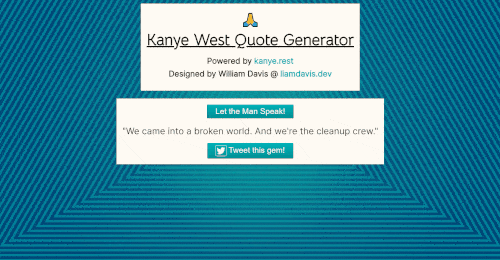 Kanye West Quote Generator
Powered by kanye.rest
Designed by William Davis @ liamdavis.dev
Let the Man Speak!
"We came into a broken world. And we're the cleanup crew."
Tweet this gem!